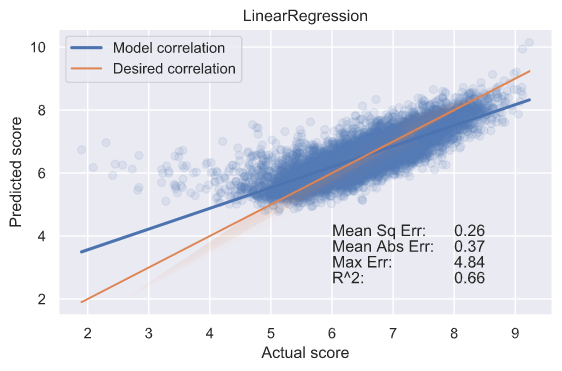 LinearRegression
Model correlation
Desired correlation
Predicted score
10
8
6
4
2
Mean Sq Err: 0.26
Mean Abs Err: 0.37
Max Err: 4.84
R^2: 0.66
2 3 4 5 6 7 8 9
Actual score